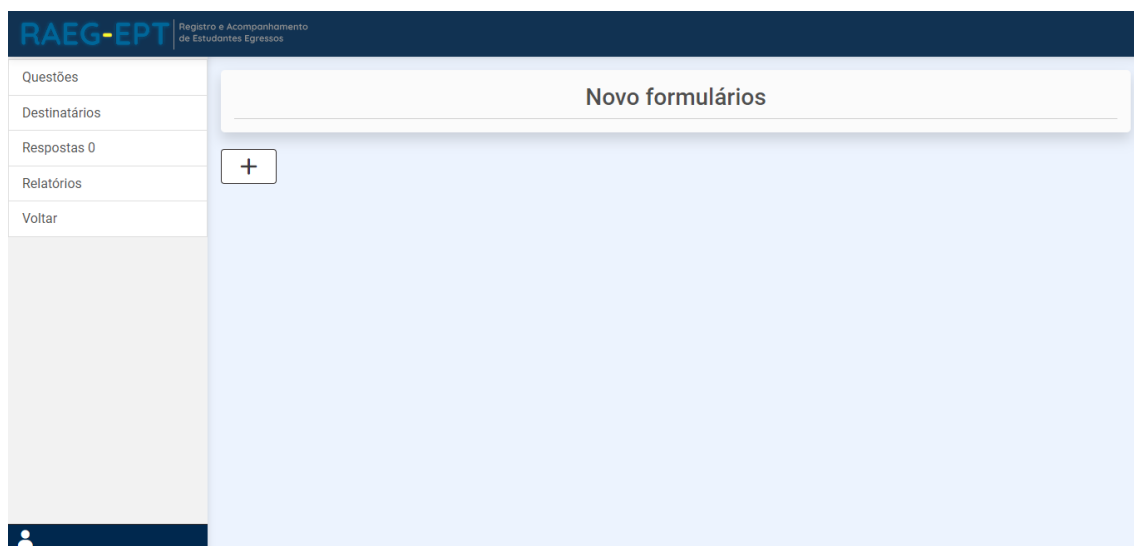 RAEG-EPT
Registro e Acompanhamento
de Estudantes Egressos
Questões
Destinatários
Respostas 0
Relatórios
Voltar
Novo formulários
+